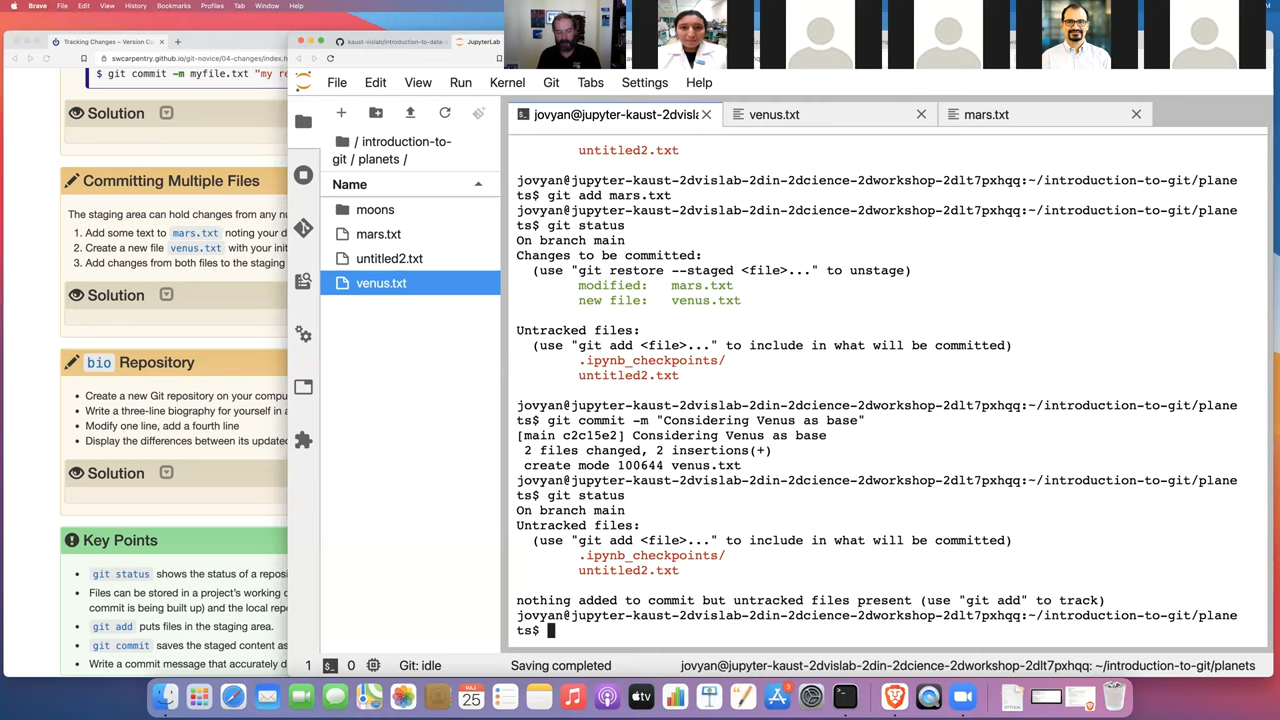 Brave File Edit View History Bookmarks Profiles Tab Window Help
Tracking Changes – Version C
swcarpentry.github.io/git-novice/04-changes/index.h
$ git commit -m myfile.txt "my re
Solution
Committing Multiple Files
The staging area can hold changes from any nu
1. Add some text to mars.txt noting your d
2. Create a new file venus.txt with your init
3. Add changes from both files to the staging
Solution
bio Repository
Create a new Git repository on your compu
Write a three-line biography for yourself in a
Modify one line, add a fourth line
Display the differences between its updated
Solution
Key Points
git status shows the status of a reposi
Files can be stored in a project's working d
commit is being built up) and the local repo
git add puts files in the staging area.
git commit saves the staged content as
Write a commit message that accurately d
kaust-vislab/introduction-to-data-
JupyterLab
File Edit View Run Kernel Git Tabs Settings Help
/ introduction-to-
git / planets /
Name
moons
mars.txt
untitled2.txt
venus.txt
jovyan@jupyter-kaust-2dvisla
venus.txt
mars.txt
untitled2.txt
jovyan@jupyter-kaust-2dvislab-2din-2dcience-2dworkshop-2dlt7pxhqq:~/introduction-to-git/plane
ts$ git add mars.txt
jovyan@jupyter-kaust-2dvislab-2din-2dcience-2dworkshop-2dlt7pxhqq:~/introduction-to-git/plane
ts$ git status
On branch main
Changes to be committed:
(use "git restore --staged <file>..." to unstage)
modified: mars.txt
new file: venus.txt
Untracked files:
(use "git add <file>..." to include in what will be committed)
.ipynb_checkpoints/
untitled2.txt
jovyan@jupyter-kaust-2dvislab-2din-2dcience-2dworkshop-2dlt7pxhqq:~/introduction-to-git/plane
ts$ git commit -m "Considering Venus as base"
[main c2c15e2] Considering Venus as base
2 files changed, 2 insertions(+)
create mode 100644 venus.txt
jovyan@jupyter-kaust-2dvislab-2din-2dcience-2dworkshop-2dlt7pxhqq:~/introduction-to-git/plane
ts$ git status
On branch main
Untracked files:
(use "git add <file>..." to include in what will be committed)
.ipynb_checkpoints/
untitled2.txt
nothing added to commit but untracked files present (use "git add" to track)
jovyan@jupyter-kaust-2dvislab-2din-2dcience-2dworkshop-2dlt7pxhqq:~/introduction-to-git/plane
ts$
1 0 Git: idle Saving completed jovyan@jupyter-kaust-2dvislab-2din-2dcience-2dworkshop-2dlt7pxhqq: ~/introduction-to-git/planets
25
tv
3